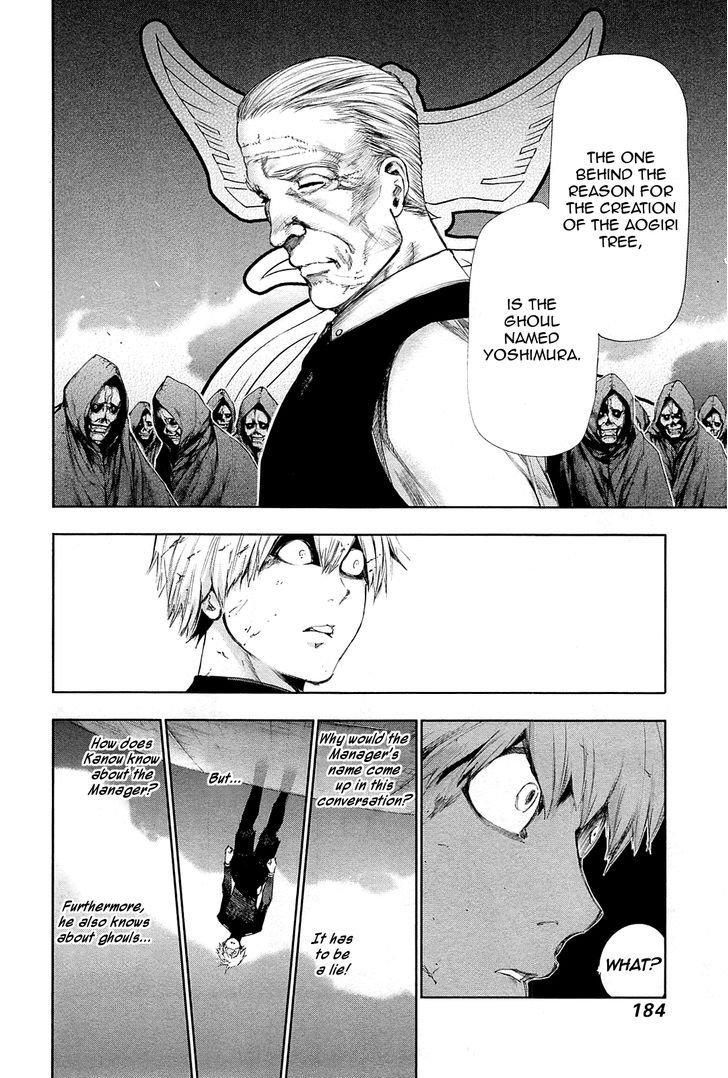 THE ONE
BEHIND THE
REASON FOR
THE CREATION
OF THE AOGIRI
TREE,
IS THE
GHOUL
NAMED
YOSHIMURA.
WHAT?
Why would the
Manager's
name come
up in this
conversation?
It has
to be
a lie!
But...
How does
Kanou know
about the
Manager?
Furthermore,
he also knows
about ghouls...
184